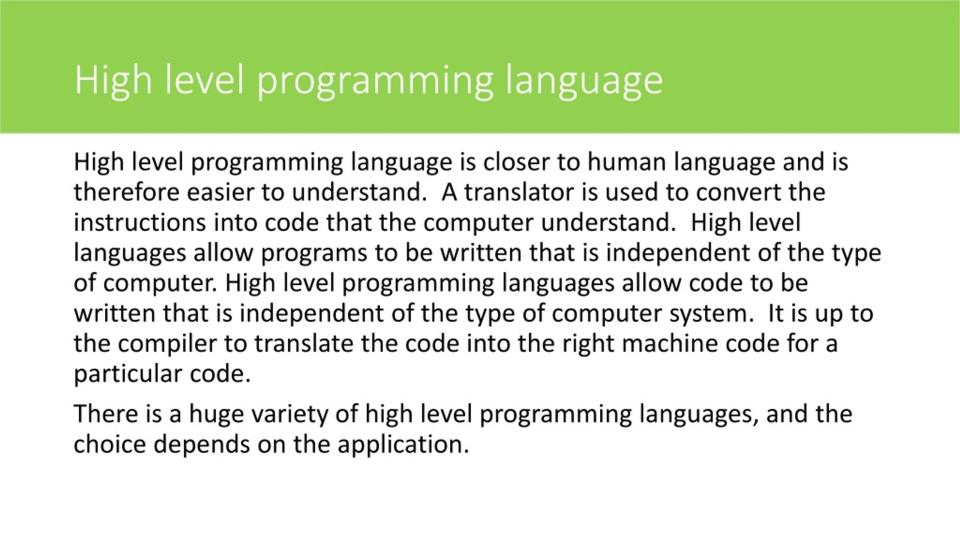 High level programming language
High level programming language is closer to human language and is
therefore easier to understand.  A translator is used to convert the
instructions into code that the computer understand.  High level
languages allow programs to be written that is independent of the type
of computer. High level programming languages allow code to be
written that is independent of the type of computer system.  It is up to
the compiler to translate the code into the right machine code for a
particular code.
There is a huge variety of high level programming languages, and the
choice depends on the application.